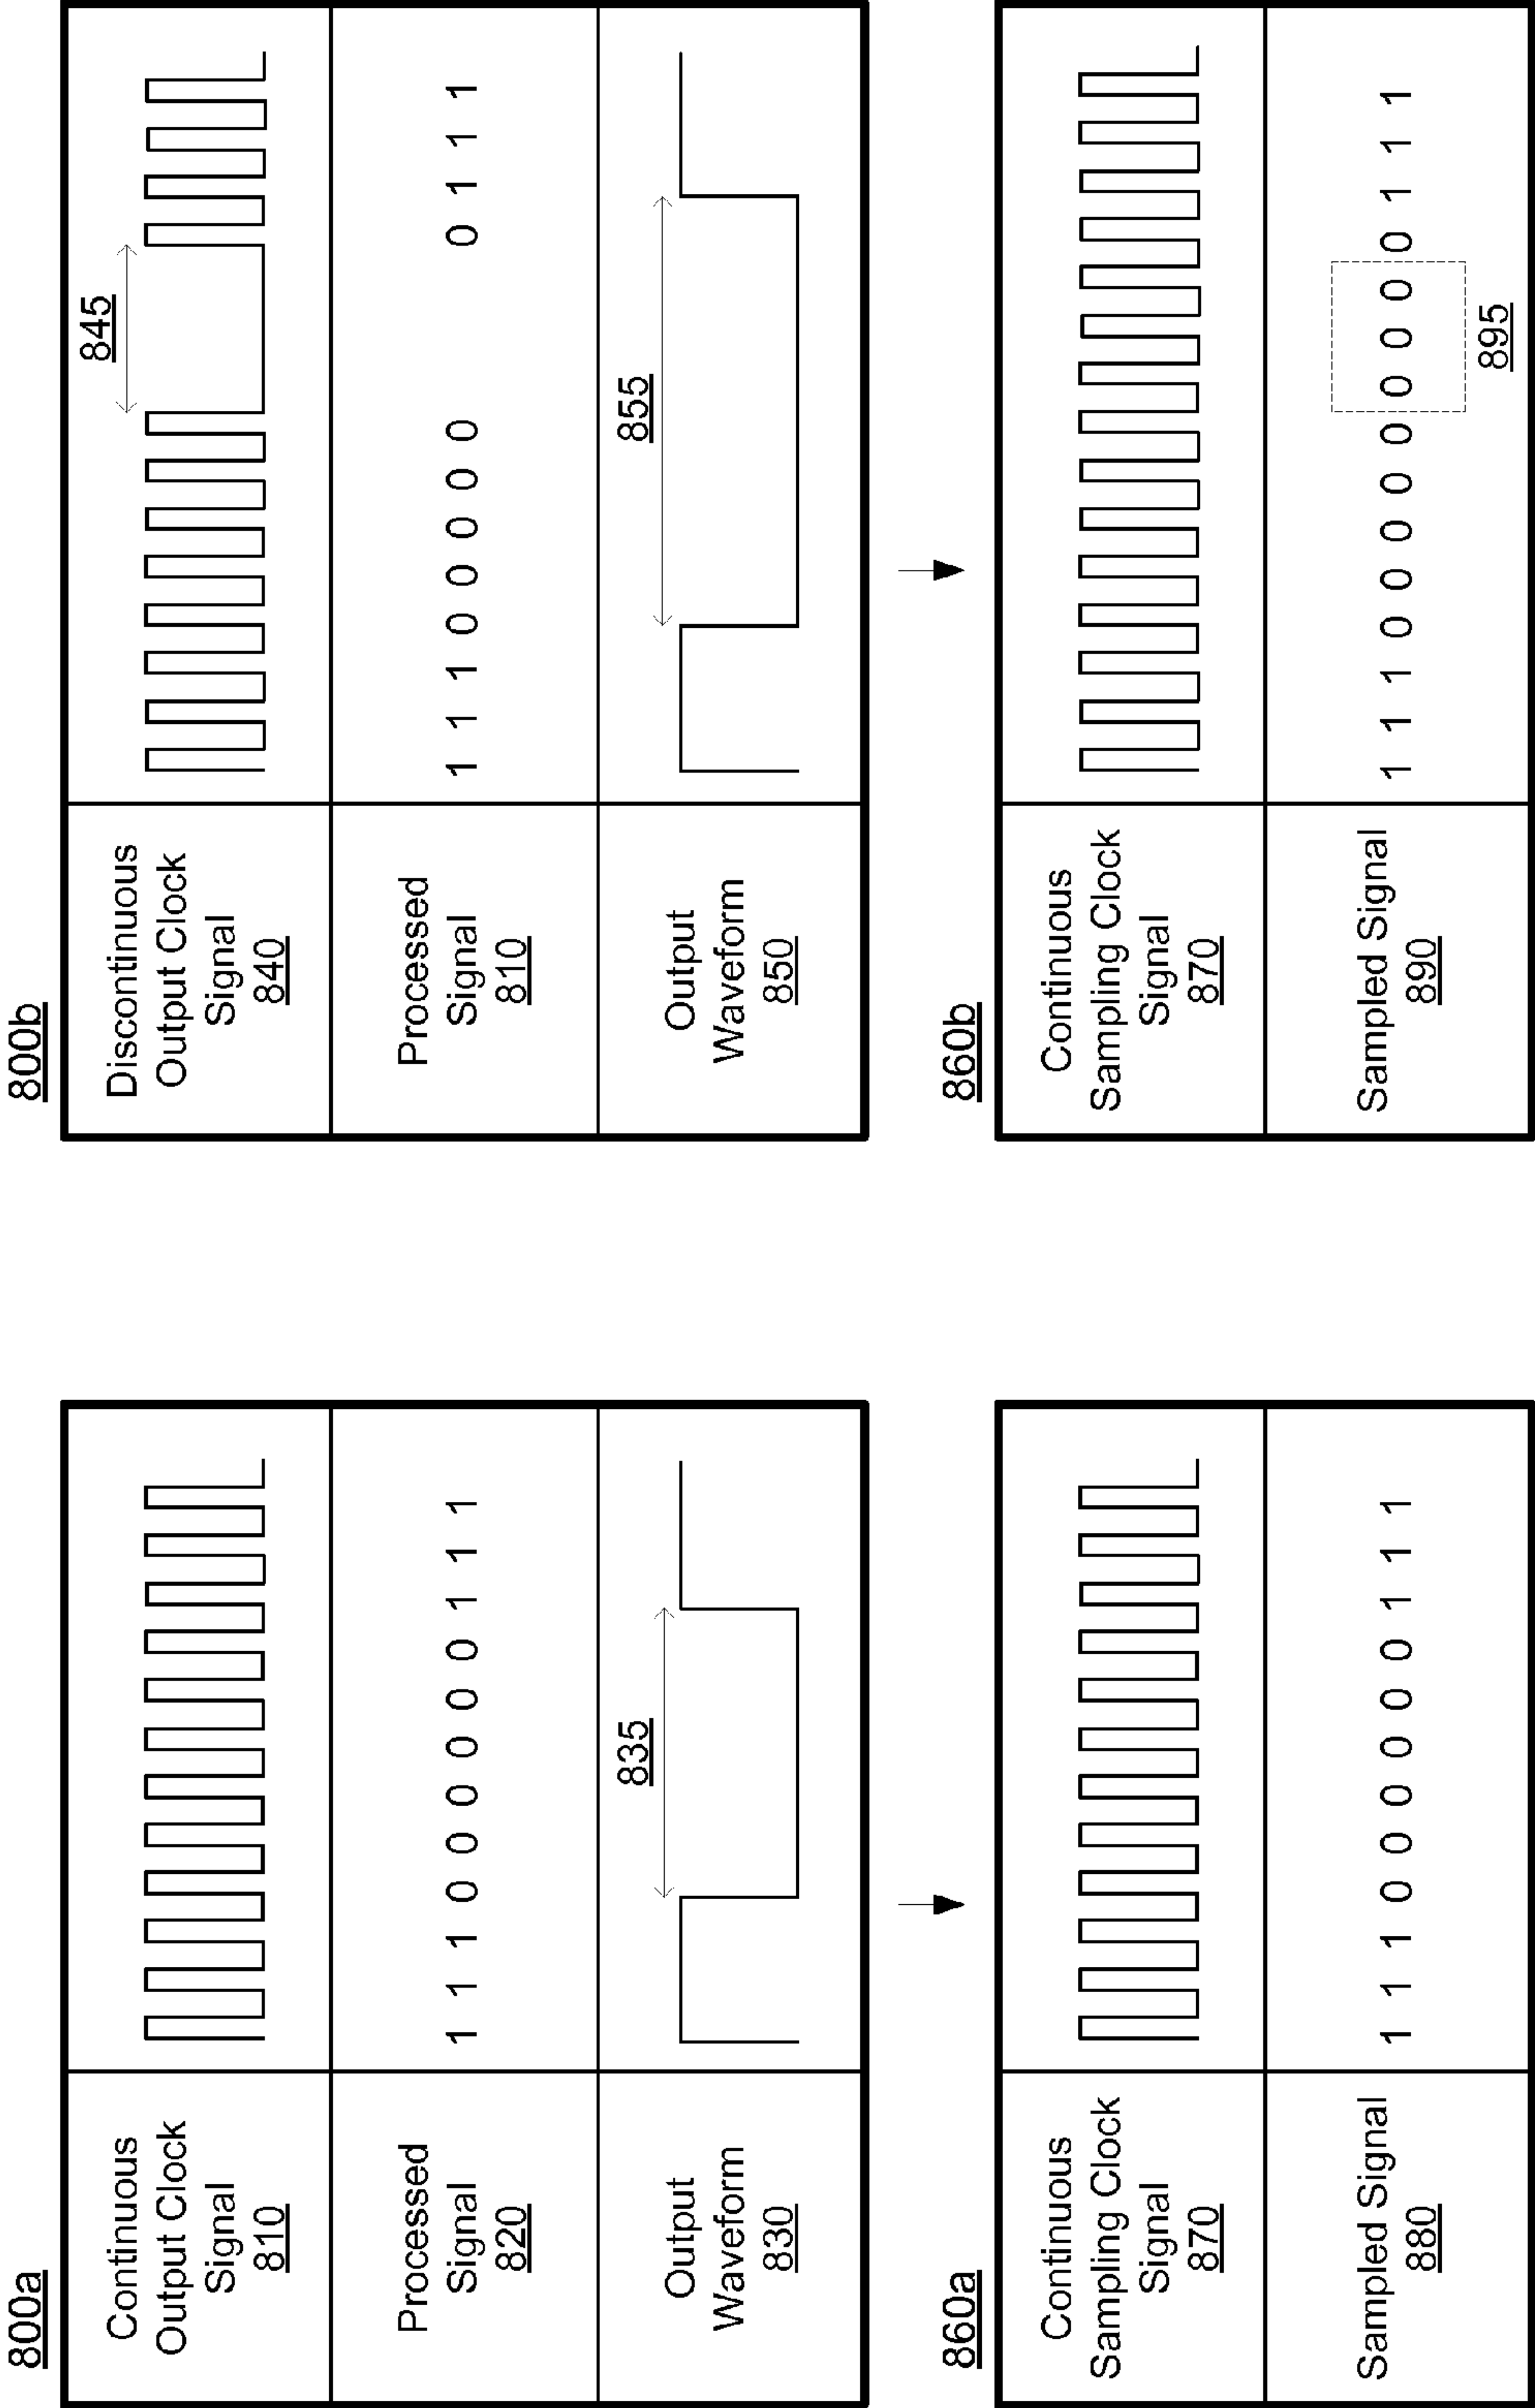 800a
Continuous
Output Clock
Signal
810
Processed
Signal
820
1 1 1 0 0 0 0 0 0 1 1 1
Output
Waveform
830
835
860a
Continuous
Sampling Clock
Signal
870
Sampled Signal
880
1 1 1 0 0 0 0 0 0 1 1 1
800b
Discontinuous
Output Clock
Signal
840
845
Processed
Signal
810
1 1 1 0 0 0 0 0 0 1 1 1
Output
Waveform
850
855
860b
Continuous
Sampling Clock
Signal
870
Sampled Signal
890
1 1 1 0 0 0 0 0 0 0 0 0 1 1 1
895